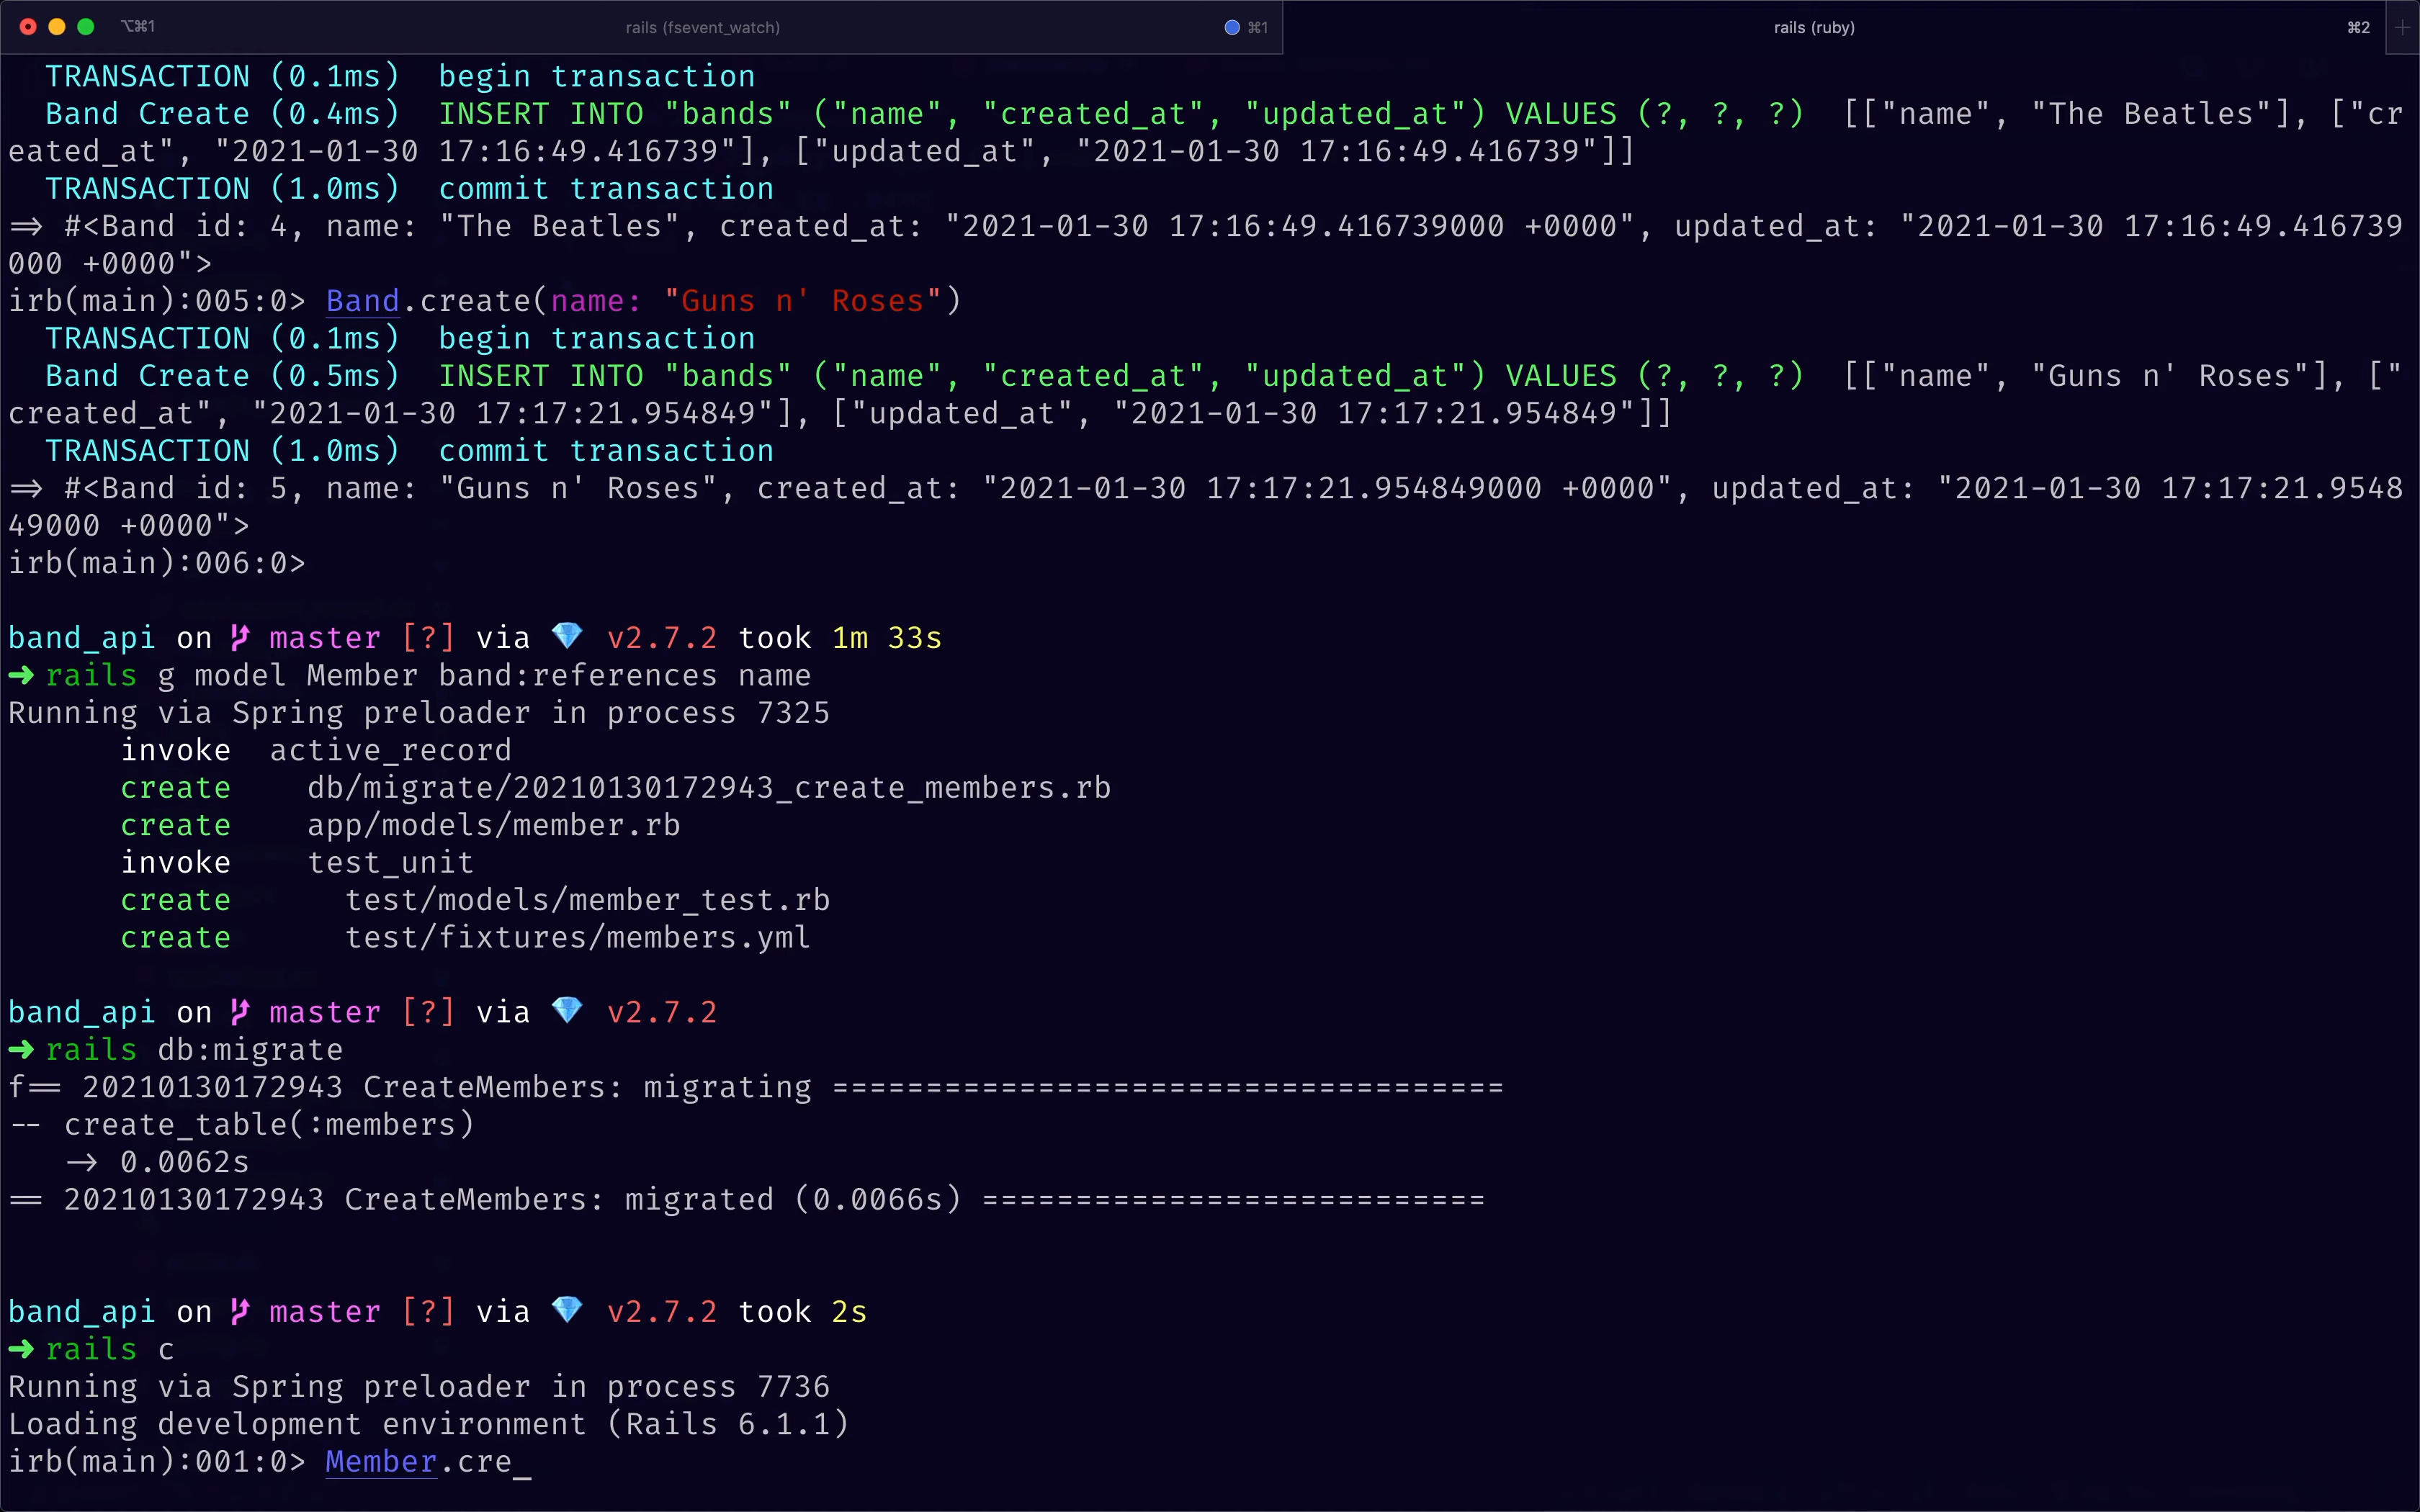 ⌥⌘1 rails (fsevent_watch) ⌘1 rails (ruby) ⌘2 +
TRANSACTION (0.1ms)  begin transaction
Band Create (0.4ms)  INSERT INTO "bands" ("name", "created_at", "updated_at") VALUES (?, ?, ?)  [["name", "The Beatles"], ["cr
eated_at", "2021-01-30 17:16:49.416739"], ["updated_at", "2021-01-30 17:16:49.416739"]]
TRANSACTION (1.0ms)  commit transaction
=> #<Band id: 4, name: "The Beatles", created_at: "2021-01-30 17:16:49.416739000 +0000", updated_at: "2021-01-30 17:16:49.416739
000 +0000">
irb(main):005:0> Band.create(name: "Guns n' Roses")
TRANSACTION (0.1ms)  begin transaction
Band Create (0.5ms)  INSERT INTO "bands" ("name", "created_at", "updated_at") VALUES (?, ?, ?)  [["name", "Guns n' Roses"], ["
created_at", "2021-01-30 17:17:21.954849"], ["updated_at", "2021-01-30 17:17:21.954849"]]
TRANSACTION (1.0ms)  commit transaction
=> #<Band id: 5, name: "Guns n' Roses", created_at: "2021-01-30 17:17:21.954849000 +0000", updated_at: "2021-01-30 17:17:21.9548
49000 +0000">
irb(main):006:0>
band_api on master [?] via 💎 v2.7.2 took 1m 33s
➜ rails g model Member band:references name
Running via Spring preloader in process 7325
invoke  active_record
create    db/migrate/20210130172943_create_members.rb
create    app/models/member.rb
invoke    test_unit
create      test/models/member_test.rb
create      test/fixtures/members.yml
band_api on master [?] via 💎 v2.7.2
➜ rails db:migrate
f== 20210130172943 CreateMembers: migrating ====================================
-- create_table(:members)
-> 0.0062s
== 20210130172943 CreateMembers: migrated (0.0066s) ===========================
band_api on master [?] via 💎 v2.7.2 took 2s
➜ rails c
Running via Spring preloader in process 7736
Loading development environment (Rails 6.1.1)
irb(main):001:0> Member.cre_